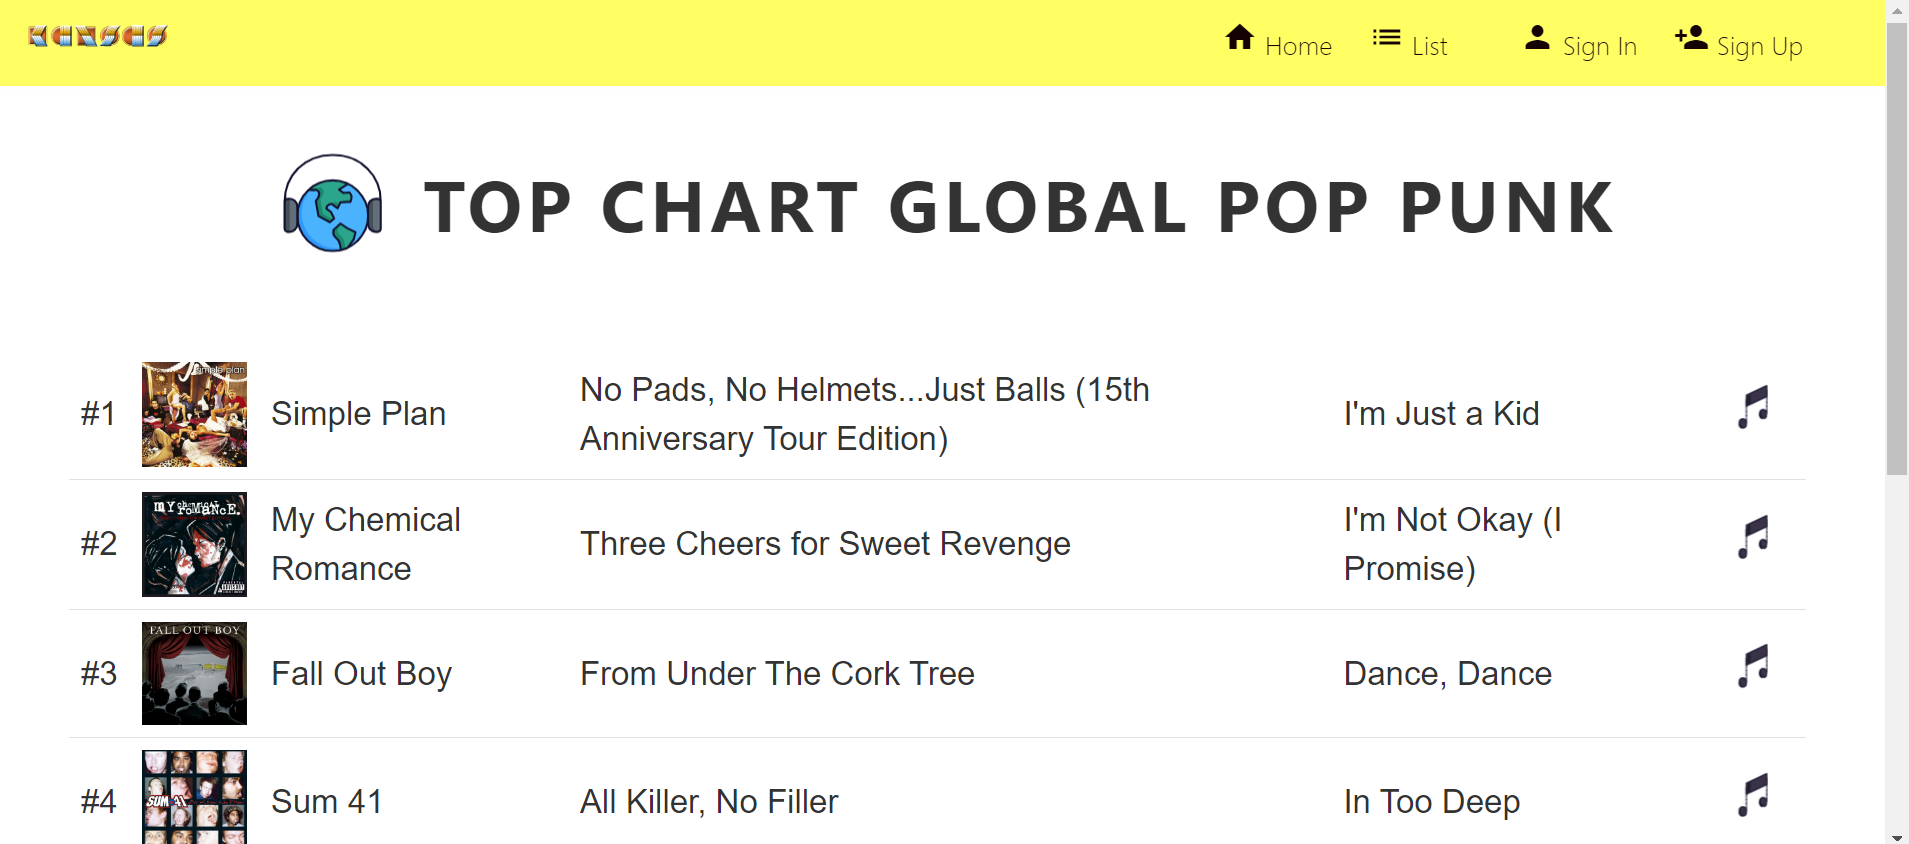 KANSAS
Home
List
Sign In
Sign Up
TOP CHART GLOBAL POP PUNK
#1
simple plan
Simple Plan
No Pads, No Helmets...Just Balls (15th
Anniversary Tour Edition)
I'm Just a Kid
#2
MY CHEMICAL
ROMANCE.
My Chemical
Romance
Three Cheers for Sweet Revenge
I'm Not Okay (I
Promise)
#3
FALL OUT BOY
Fall Out Boy
From Under The Cork Tree
Dance, Dance
#4
SUM 41
Sum 41
All Killer, No Filler
In Too Deep